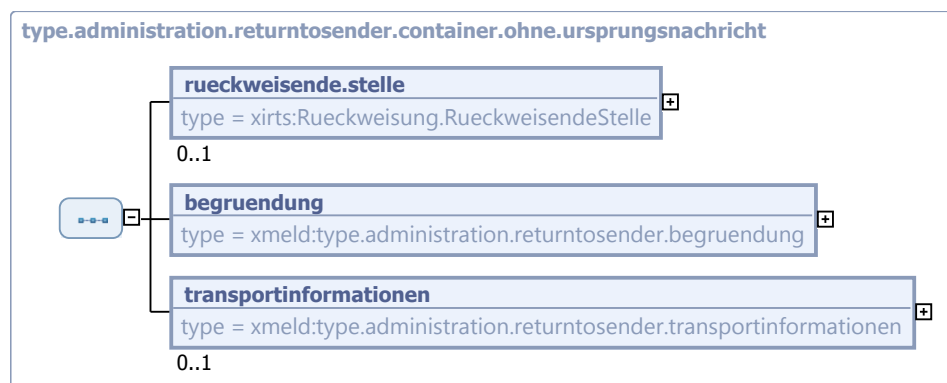 type.administration.returntosender.container.ohne.ursprungsnachricht
rueckweisende.stelle
type = xirts:Rueckweisung.RueckweisendeStelle
0..1
begruendung
type = xmeld:type.administration.returntosender.begruendung
transportinformationen
type = xmeld:type.administration.returntosender.transportinformationen
0..1